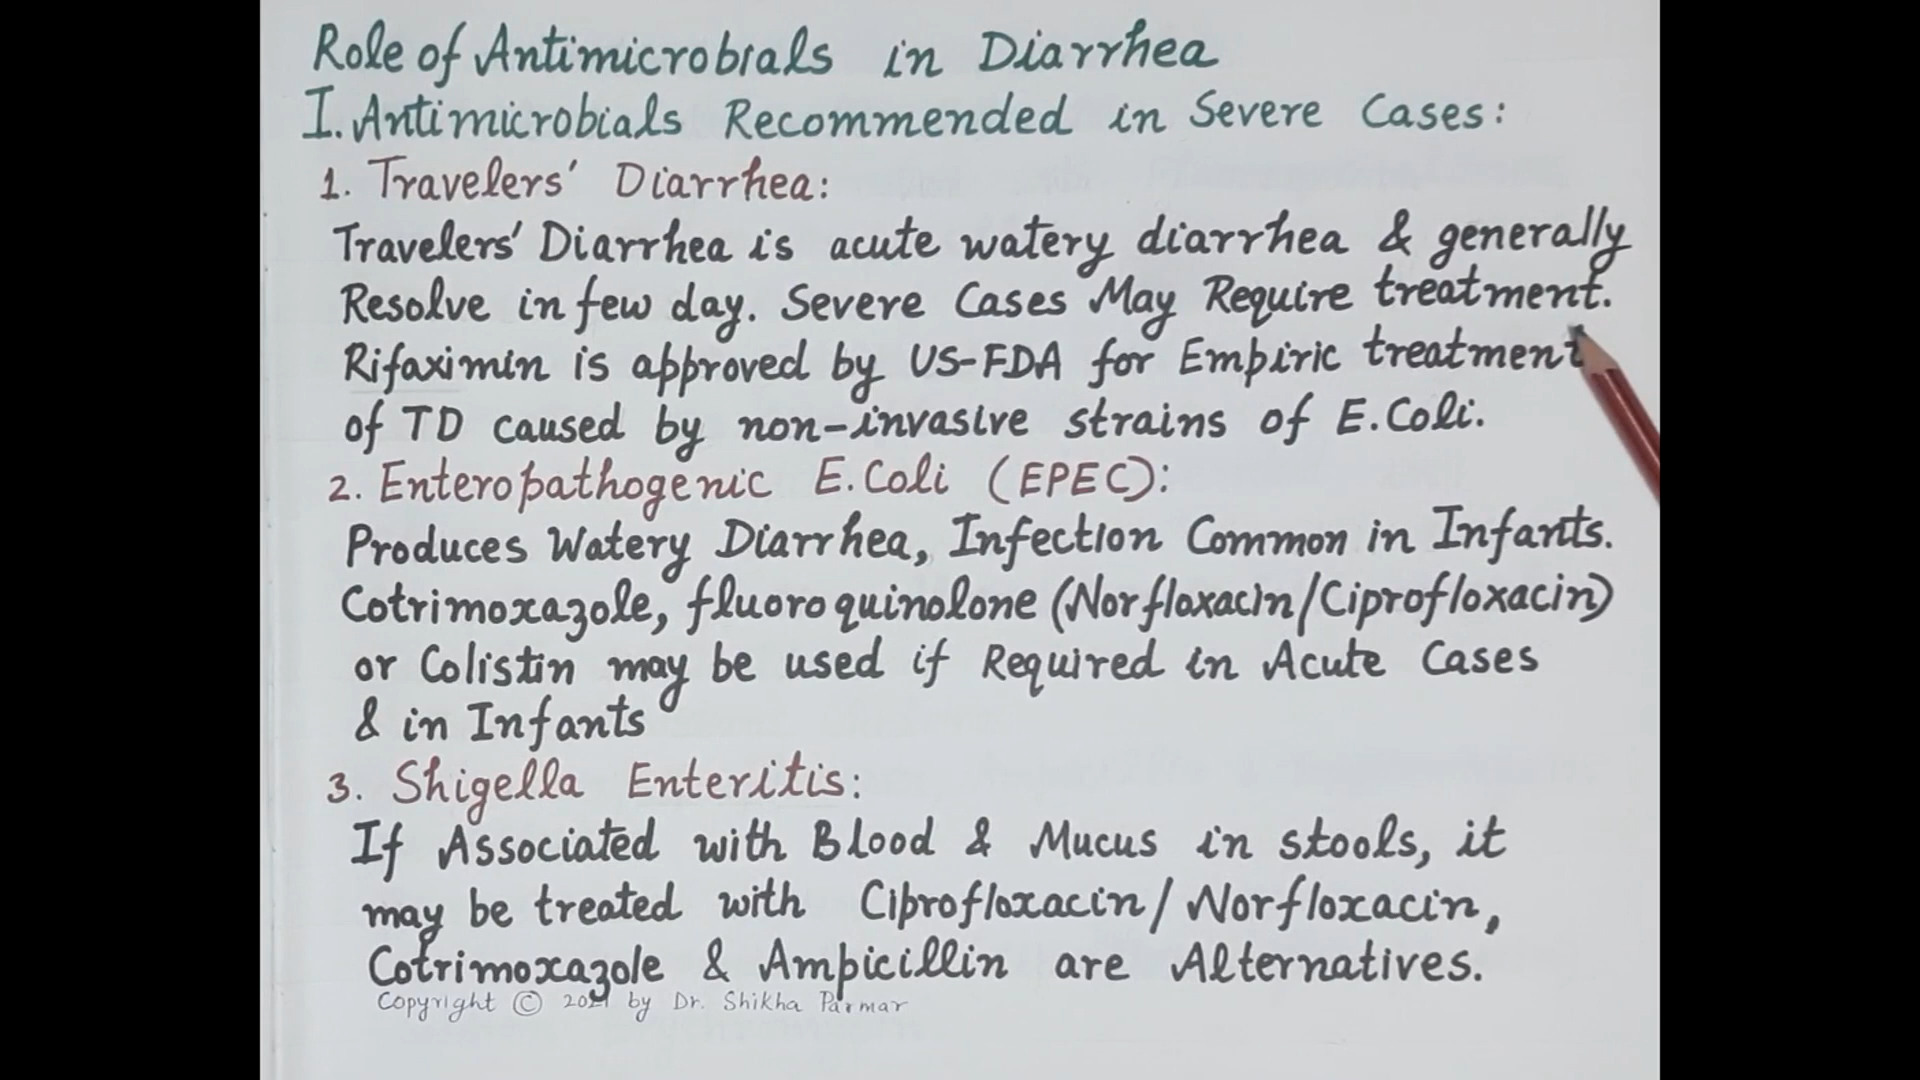 Role of Antimicrobials in Diarrhea
I. Antimicrobials Recommended in Severe Cases:
1. Travelers' Diarrhea:
Travelers' Diarrhea is acute watery diarrhea & generally
Resolve in few day. Severe Cases May Require treatment.
Rifaximin is approved by US-FDA for Empiric treatment
of TD caused by non-invasive strains of E.Coli.
2. Enteropathogenic E.Coli (EPEC):
Produces Watery Diarrhea, Infection Common in Infants.
Cotrimoxazole, fluoroquinolone (Norfloxacin/Ciprofloxacin)
or Colistin may be used if Required in Acute Cases
& in Infants
3. Shigella Enteritis:
If Associated with Blood & Mucus in stools, it
may be treated with Ciprofloxacin/Norfloxacin,
Cotrimoxazole & Ampicillin are Alternatives.
Copyright © 2021 by Dr. Shikha Parmar